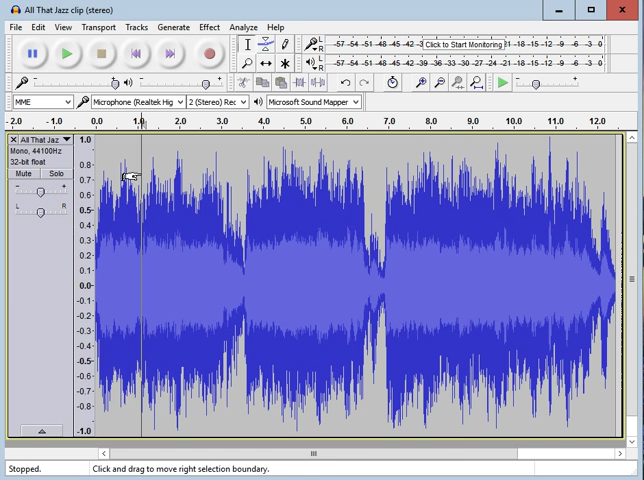 All That Jazz clip (stereo)
File Edit View Transport Tracks Generate Effect Analyze Help
L R -57 -54 -51 -48 -45 -42 Click to Start Monitoring -18 -15 -12 -9 -6 -3 0
L R -57 -54 -51 -48 -45 -42 -39 -36 -33 -30 -27 -24 -21 -18 -15 -12 -9 -6 -3 0
- + - +
MME Microphone (Realtek Hig 2 (Stereo) Rec Microsoft Sound Mapper
- 2.0 - 1.0 0.0 1.0 2.0 3.0 4.0 5.0 6.0 7.0 8.0 9.0 10.0 11.0 12.0
All That Jaz
Mono, 44100Hz
32-bit float
Mute Solo
- +
L R
1.0
0.8
0.7
0.6
0.5
0.4
0.3
0.2
0.1
0.0
-0.1
-0.2
-0.3
-0.4
-0.5
-0.6
-0.7
-0.8
-1.0
Stopped. Click and drag to move right selection boundary.